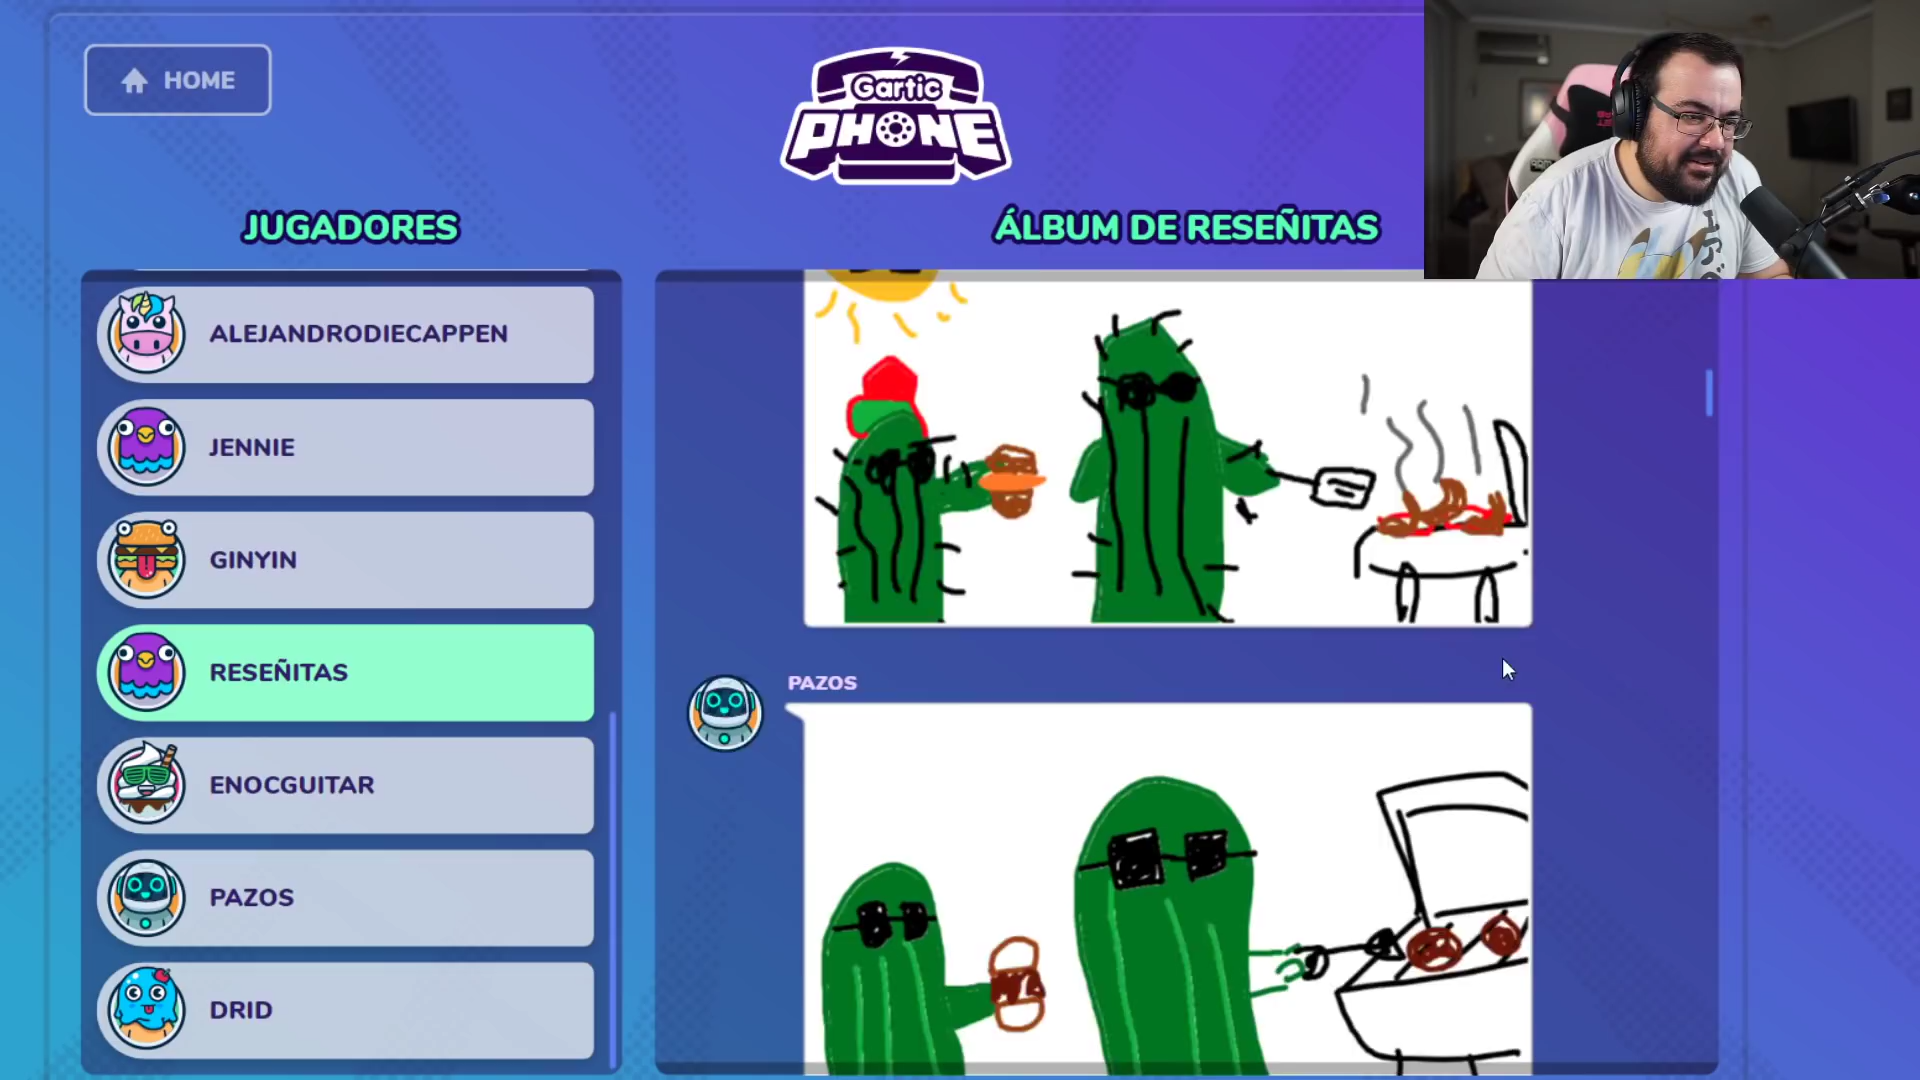 HOME
Gartic
PHONE
JUGADORES
ÁLBUM DE RESEÑITAS
ALEJANDRODIECAPPEN
JENNIE
GINYIN
RESEÑITAS
ENOCGUITAR
PAZOS
DRID
PAZOS